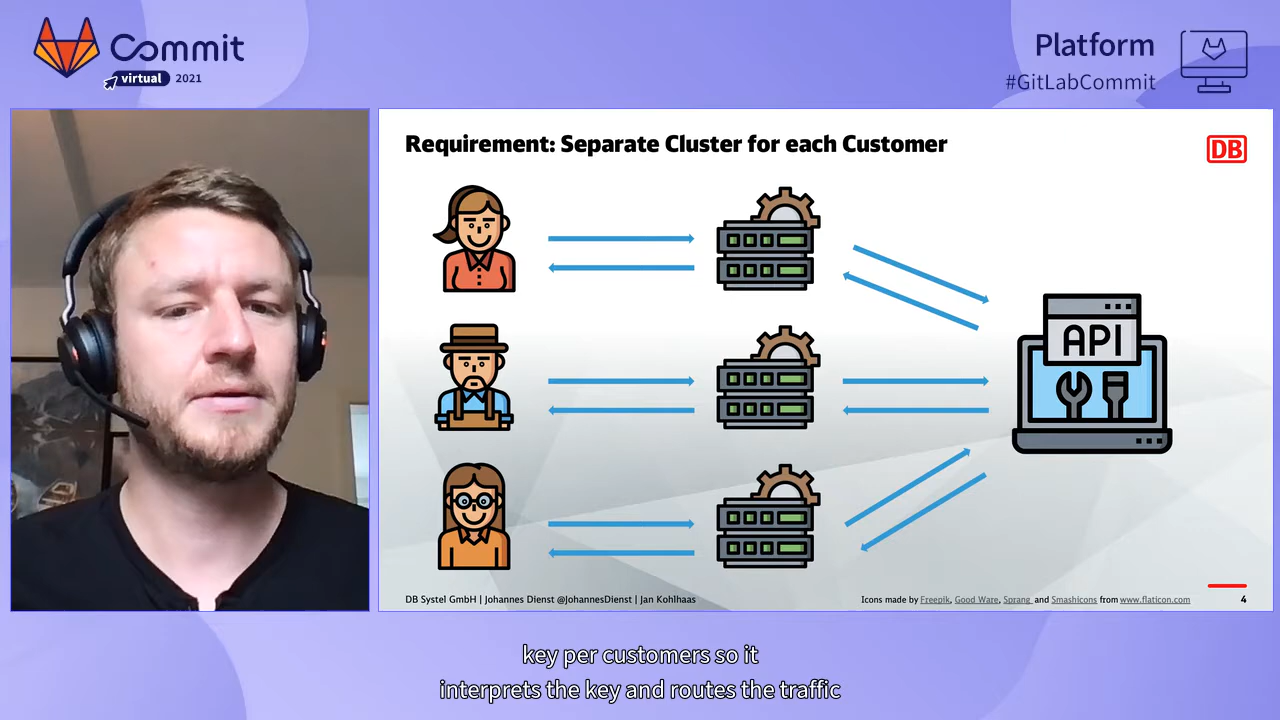 Commit
virtual 2021
Platform
#GitLabCommit
Requirement: Separate Cluster for each Customer
DB
API
DB Systel GmbH | Johannes Dienst @JohannesDienst | Jan Kohlhaas
Icons made by Freepik, Good Ware, Sprang and Smashicons from www.flaticon.com
4
key per customers so it
interprets the key and routes the traffic